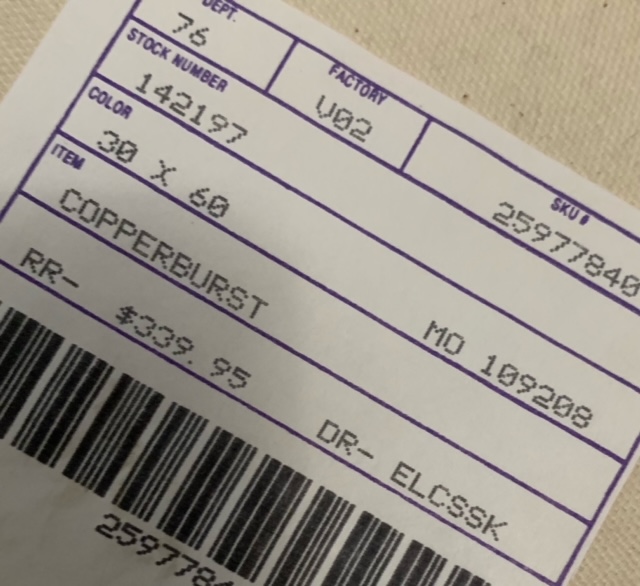 DEPT. FACTORY SKU #
76 V02 25977840
STOCK NUMBER
142197
COLOR
30 X 60
ITEM
COPPERBURST MO 109208
RR- $339.95 DR- ELCSSK